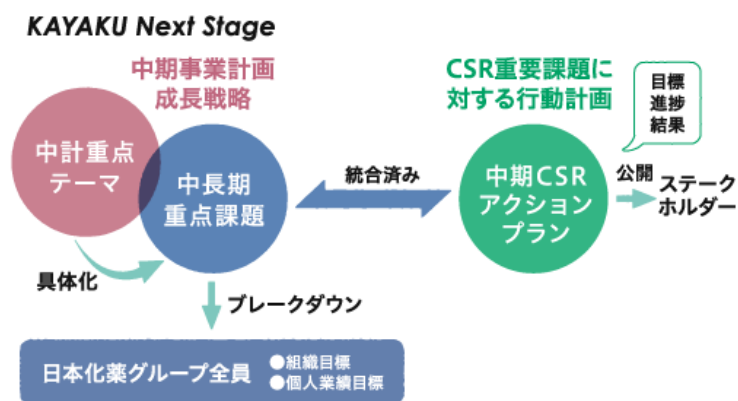 KAYAKU Next Stage
中期事業計画
成長戦略
中計重点
テーマ
中長期
重点課題
具体化
ブレークダウン
日本化薬グループ全員
●組織目標
●個人業績目標
統合済み
CSR重要課題に
対する行動計画
中期CSR
アクション
プラン
目標
進捗
結果
公開
ステーク
ホルダー